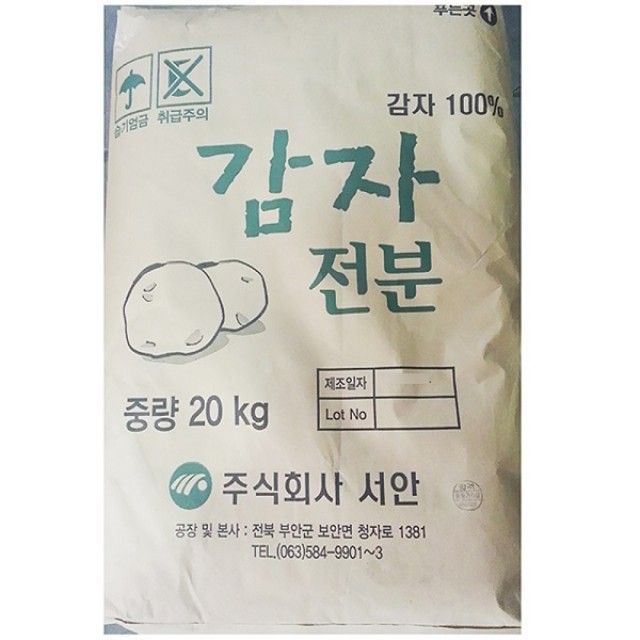 푸는곳
습기엄금 취급주의
감자 100%
감자
전분
제조일자
Lot No
중량 20 kg
주식회사 서안
공장 및 본사 : 전북 부안군 보안면 청자로 1381
TEL.(063)584-9901~3